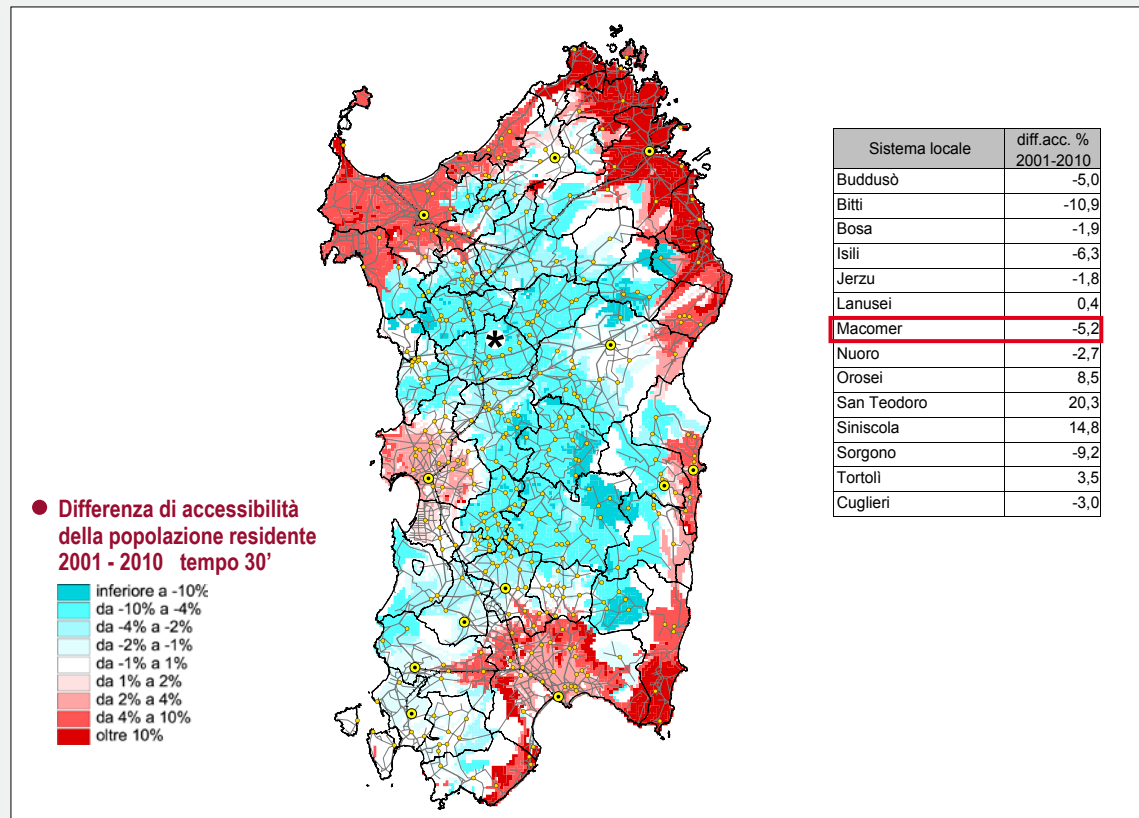 Sistema locale diff.acc. % 2001-2010
Buddusò -5,0
Bitti -10,9
Bosa -1,9
Isili -6,3
Jerzu -1,8
Lanusei 0,4
Macomer -5,2
Nuoro -2,7
Orosei 8,5
San Teodoro 20,3
Siniscola 14,8
Sorgono -9,2
Tortolì 3,5
Cuglieri -3,0
*
● Differenza di accessibilità
della popolazione residente
2001 - 2010 tempo 30’
inferiore a -10%
da -10% a -4%
da -4% a -2%
da -2% a -1%
da -1% a 1%
da 1% a 2%
da 2% a 4%
da 4% a 10%
oltre 10%